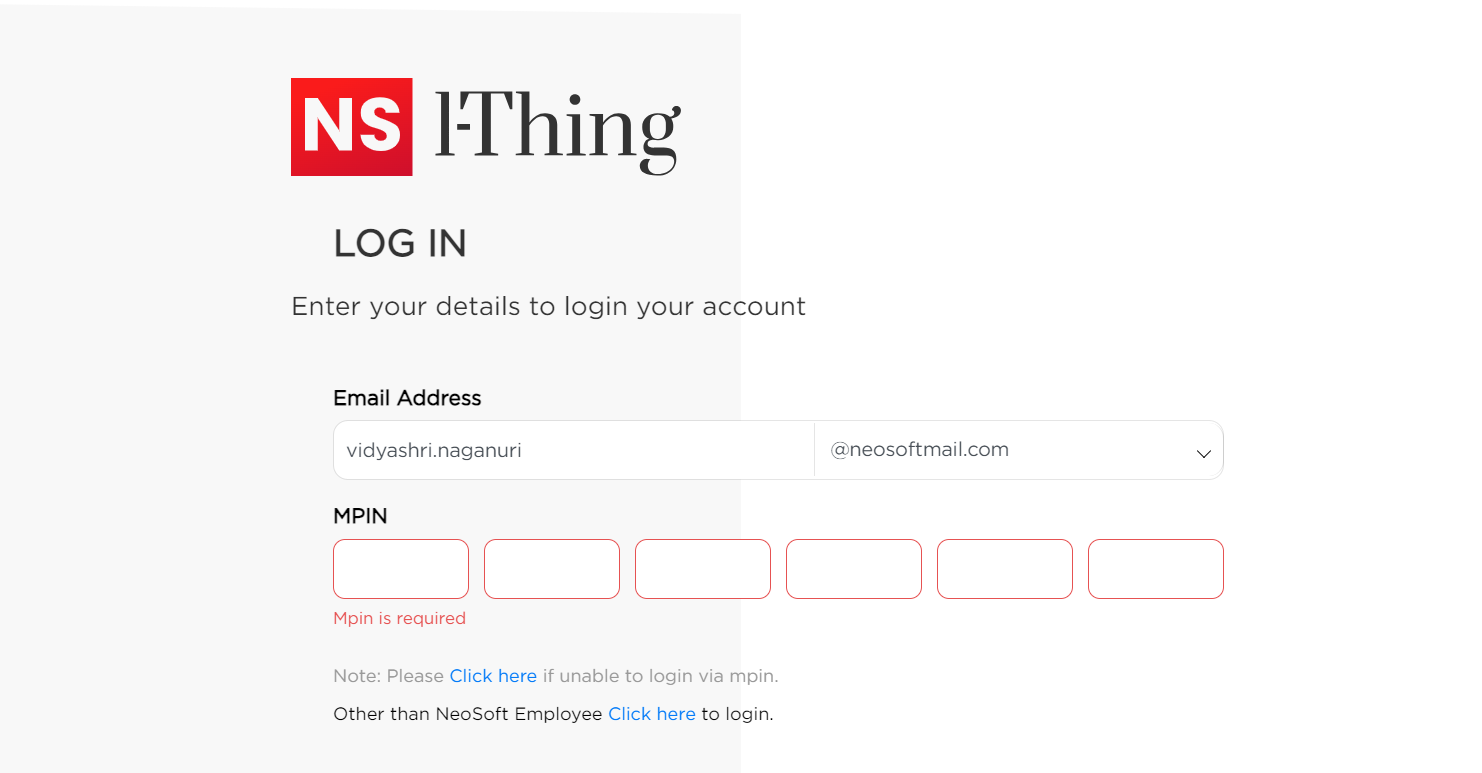 NS I-Thing
LOG IN
Enter your details to login your account
Email Address
vidyashri.naganuri @neosoftmail.com
MPIN
Mpin is required
Note: Please Click here if unable to login via mpin.
Other than NeoSoft Employee Click here to login.